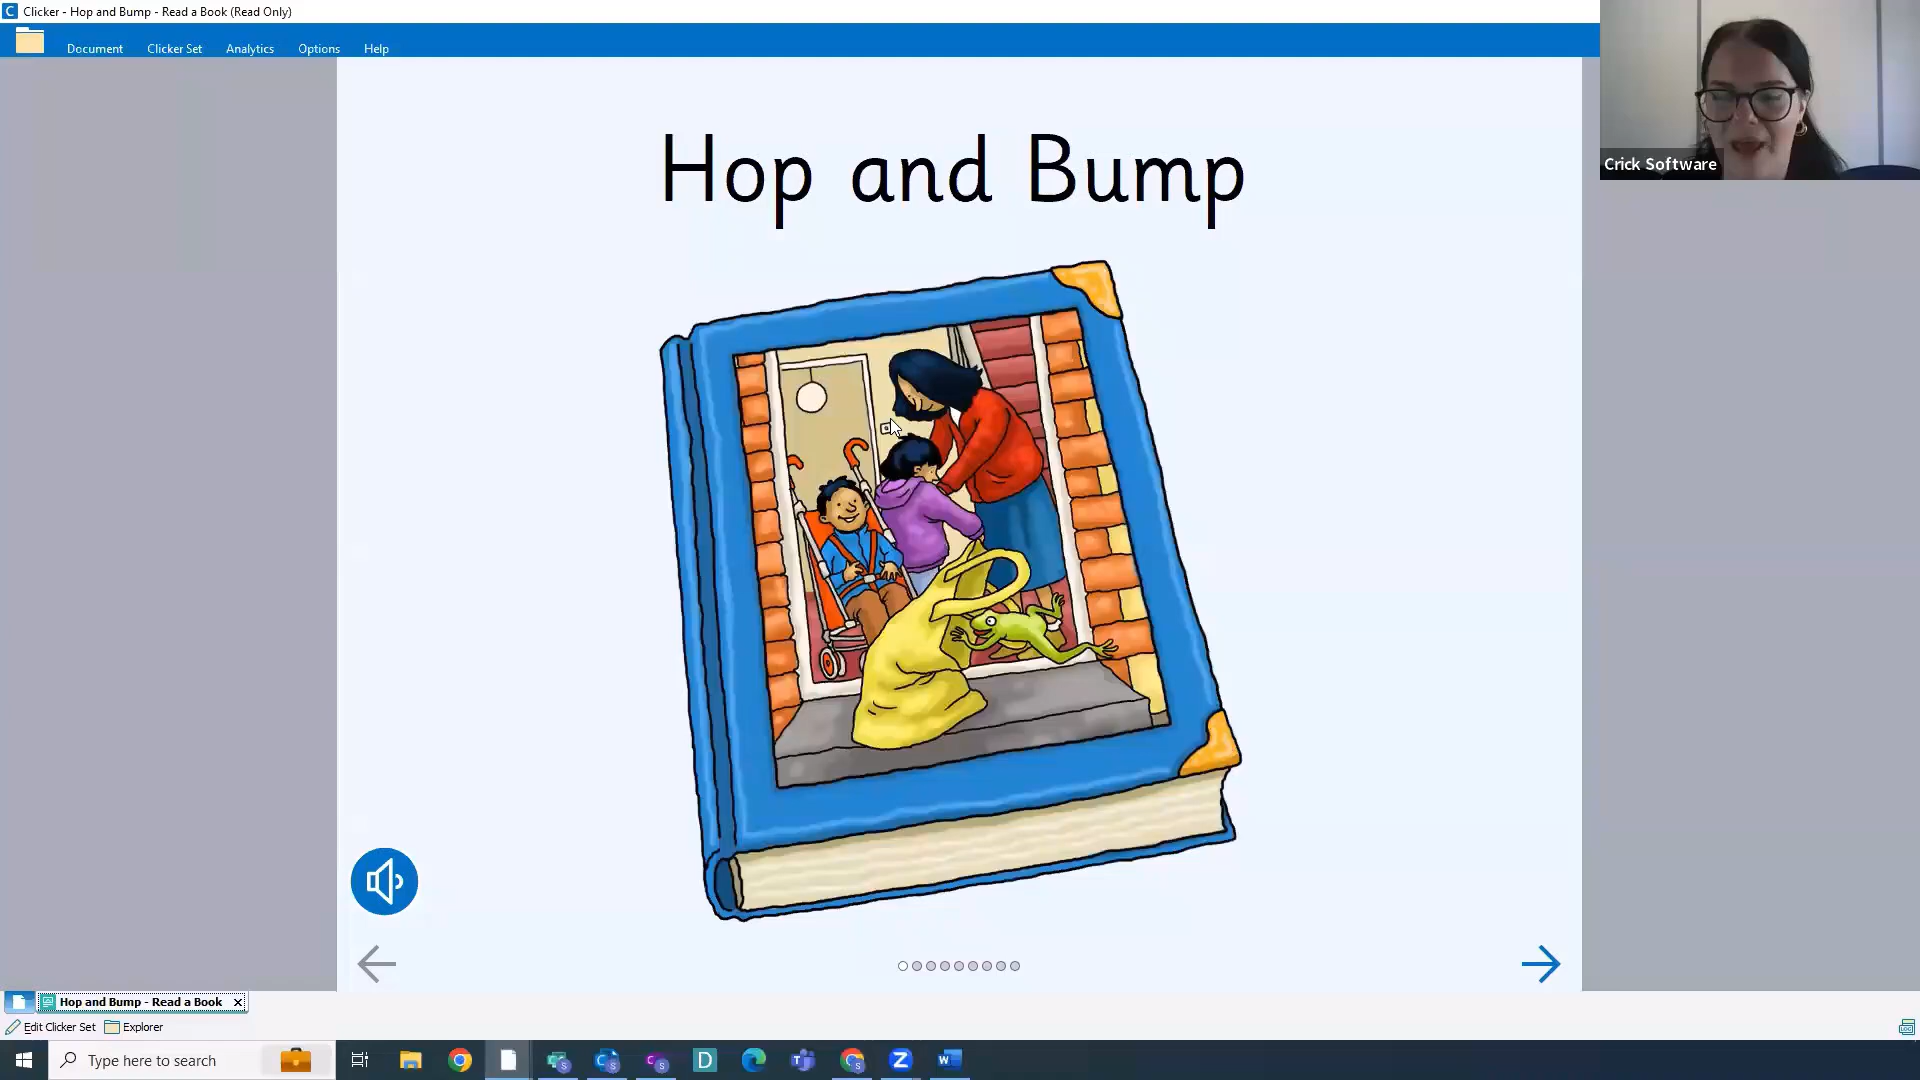 Clicker - Hop and Bump - Read a Book (Read Only)
Document Clicker Set Analytics Options Help
Crick Software
Hop and Bump
Hop and Bump - Read a Book
Edit Clicker Set Explorer
Type here to search